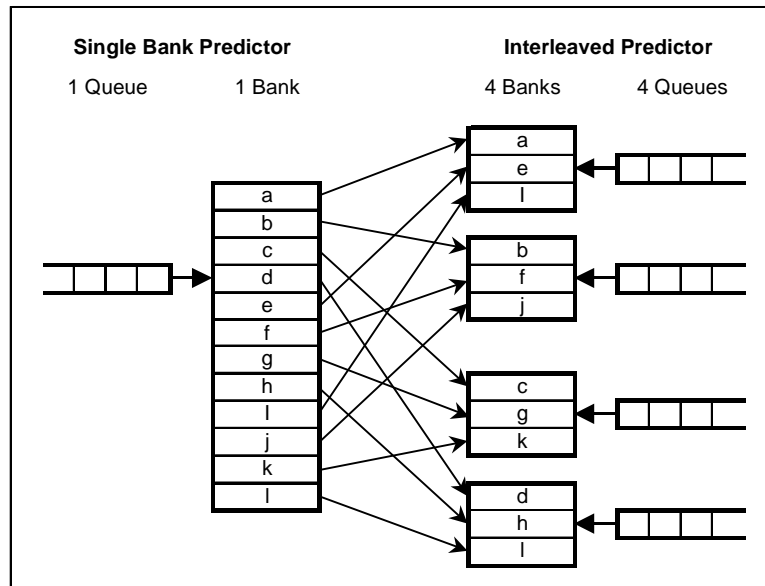 Single Bank Predictor
Interleaved Predictor
1 Queue
1 Bank
4 Banks
4 Queues
a
b
c
d
e
f
g
h
I
j
k
l
a
e
I
b
f
j
c
g
k
d
h
l